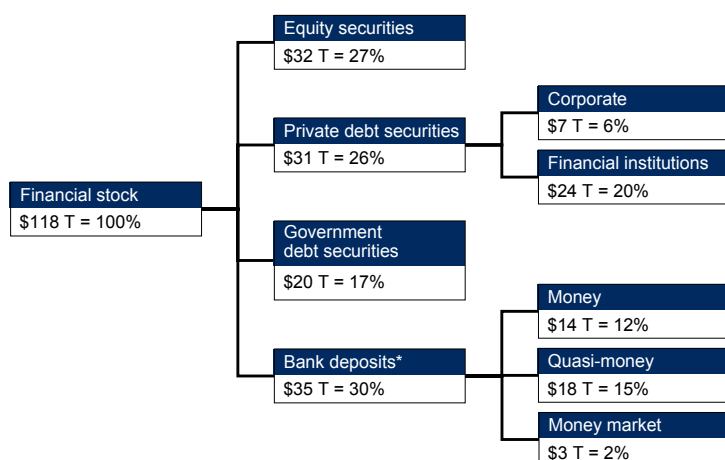 Equity securities
$32 T = 27%
Corporate
$7 T = 6%
Private debt securities
$31 T = 26%
Financial institutions
$24 T = 20%
Financial stock
$118 T = 100%
Government
debt securities
$20 T = 17%
Money
$14 T = 12%
Bank deposits*
$35 T = 30%
Quasi-money
$18 T = 15%
Money market
$3 T = 2%